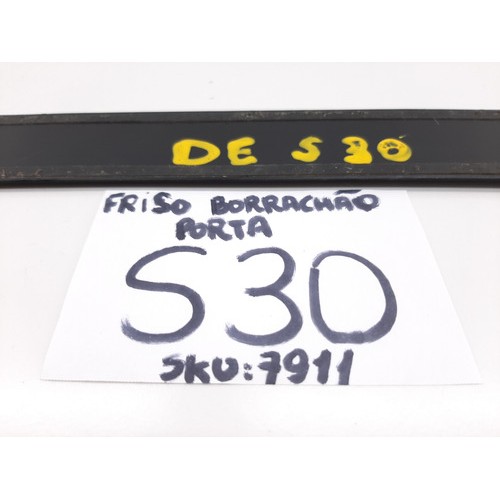 DE S30
FRISO BORRACHÃO
PORTA
S30
SKU:7911